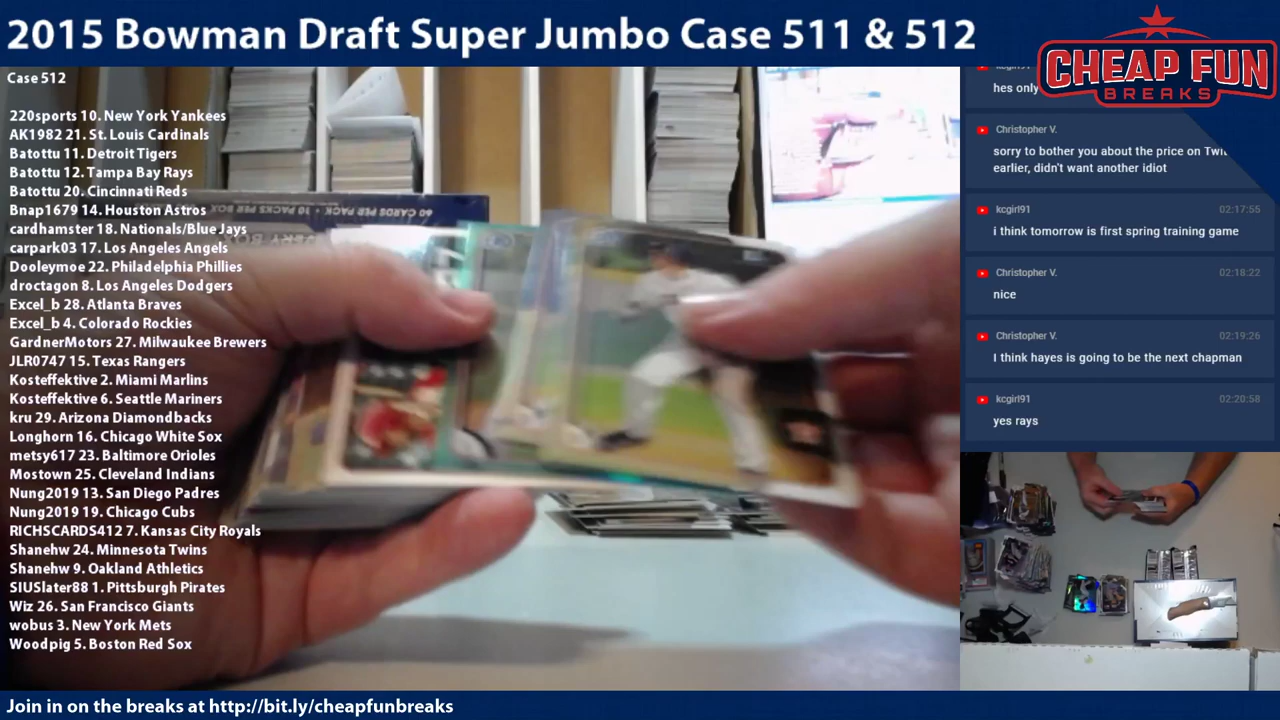 2015 Bowman Draft Super Jumbo Case 511 & 512
CHEAP FUN
BREAKS
Case 512
220sports 10. New York Yankees
AK1982 21. St. Louis Cardinals
Batottu 11. Detroit Tigers
Batottu 12. Tampa Bay Rays
Batottu 20. Cincinnati Reds
Bnap1679 14. Houston Astros
cardhamster 18. Nationals/Blue Jays
carpark03 17. Los Angeles Angels
Dooleymoe 22. Philadelphia Phillies
droctagon 8. Los Angeles Dodgers
Excel_b 28. Atlanta Braves
Excel_b 4. Colorado Rockies
GardnerMotors 27. Milwaukee Brewers
JLR0747 15. Texas Rangers
Kosteffektive 2. Miami Marlins
Kosteffektive 6. Seattle Mariners
kru 29. Arizona Diamondbacks
Longhorn 16. Chicago White Sox
metsy617 23. Baltimore Orioles
Mostown 25. Cleveland Indians
Nung2019 13. San Diego Padres
Nung2019 19. Chicago Cubs
RICHSCARDS412 7. Kansas City Royals
Shanehw 24. Minnesota Twins
Shanehw 9. Oakland Athletics
SIUSlater88 1. Pittsburgh Pirates
Wiz 26. San Francisco Giants
wobus 3. New York Mets
Woodpig 5. Boston Red Sox
60 CARDS PER PACK • 10 PACKS PER BOX
kcgirl91
hes only
Christopher V.
sorry to bother you about the price on
earlier, didn't want another idiot
kcgirl91 02:17:55
i think tomorrow is first spring training game
Christopher V. 02:18:22
nice
Christopher V. 02:19:26
I think hayes is going to be the next chapman
kcgirl91 02:20:58
yes rays
Join in on the breaks at http://bit.ly/cheapfunbreaks